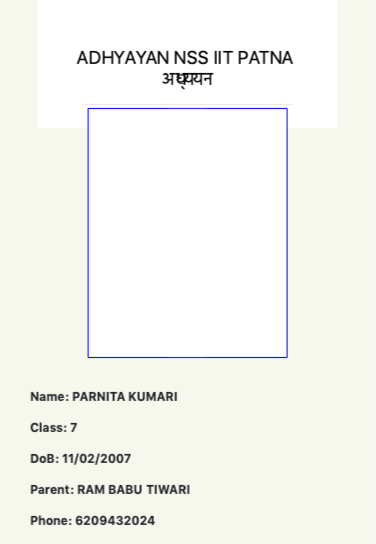 ADHYAYAN NSS IIT PATNA
अध्ययन
Name: PARNITA KUMARI
Class: 7
DoB: 11/02/2007
Parent: RAM BABU TIWARI
Phone: 6209432024